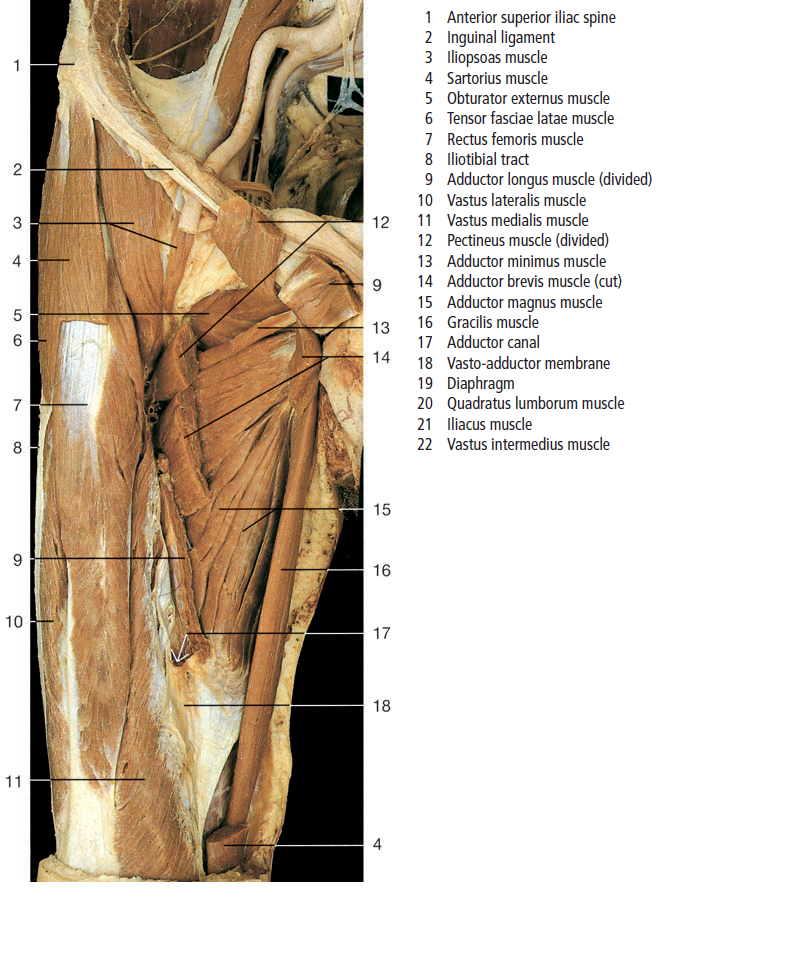 1
2
3
4
5
6
7
8
9
10
11
12
9
13
14
15
16
17
18
4
1 Anterior superior iliac spine
2 Inguinal ligament
3 Iliopsoas muscle
4 Sartorius muscle
5 Obturator externus muscle
6 Tensor fasciae latae muscle
7 Rectus femoris muscle
8 Iliotibial tract
9 Adductor longus muscle (divided)
10 Vastus lateralis muscle
11 Vastus medialis muscle
12 Pectineus muscle (divided)
13 Adductor minimus muscle
14 Adductor brevis muscle (cut)
15 Adductor magnus muscle
16 Gracilis muscle
17 Adductor canal
18 Vasto-adductor membrane
19 Diaphragm
20 Quadratus lumborum muscle
21 Iliacus muscle
22 Vastus intermedius muscle